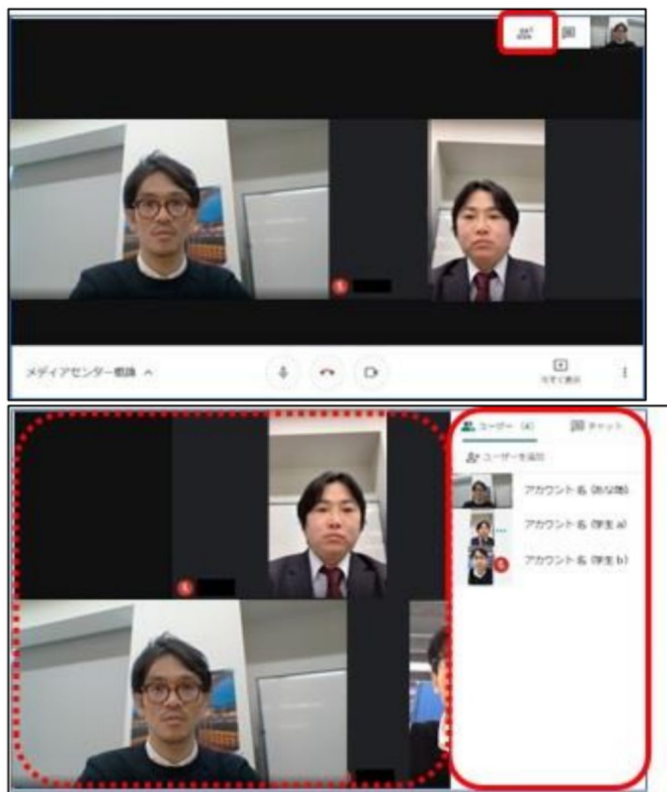 メディアセンター概論
今すぐ表示
ユーザー (4)
チャット
ユーザーを追加
アカウント名 (あなた)
アカウント名 (学生 a)
アカウント名 (学生 b)